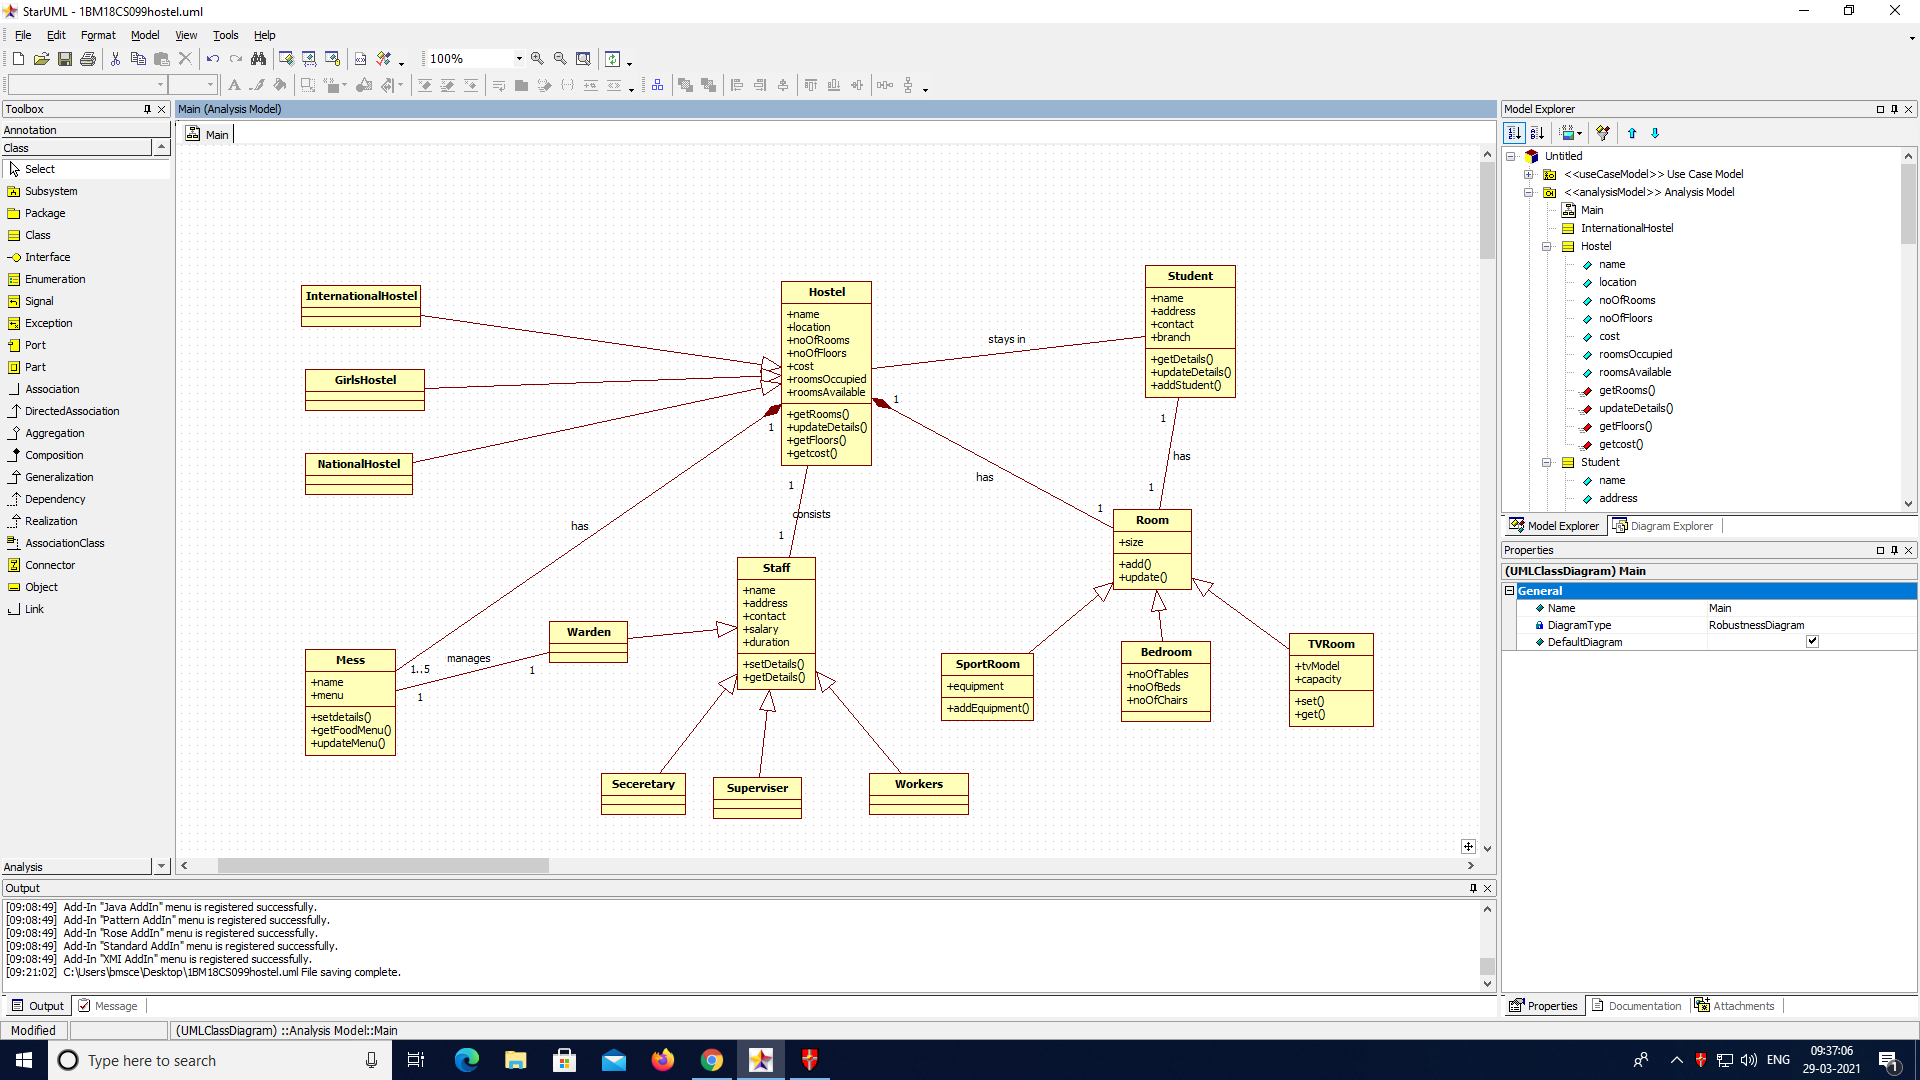 StarUML - 1BM18CS099hostel.uml
File Edit Format Model View Tools Help
100%
Toolbox
Annotation
Class
Select
Subsystem
Package
Class
Interface
Enumeration
Signal
Exception
Port
Part
Association
DirectedAssociation
Aggregation
Composition
Generalization
Dependency
Realization
AssociationClass
Connector
Object
Link
Analysis
Main (Analysis Model)
Main
InternationalHostel
GirlsHostel
NationalHostel
Hostel
+name
+location
+noOfRooms
+noOfFloors
+cost
+roomsOccupied
+roomsAvailable
+getRooms()
+updateDetails()
+getFloors()
+getcost()
stays in
Student
+name
+address
+contact
+branch
+getDetails()
+updateDetails()
+addStudent()
1
1
1
has
1
has
1
1
has
1
consists
1
Room
+size
+add()
+update()
Staff
+name
+address
+contact
+salary
+duration
+setDetails()
+getDetails()
Warden
manages
1..5
1
1
Mess
+name
+menu
+setdetails()
+getFoodMenu()
+updateMenu()
SportRoom
+equipment
+addEquipment()
Bedroom
+noOfTables
+noOfBeds
+noOfChairs
TVRoom
+tvModel
+capacity
+set()
+get()
Seceretary
Superviser
Workers
Model Explorer
Untitled
<<useCaseModel>> Use Case Model
<<analysisModel>> Analysis Model
Main
InternationalHostel
Hostel
name
location
noOfRooms
noOfFloors
cost
roomsOccupied
roomsAvailable
getRooms()
updateDetails()
getFloors()
getcost()
Student
name
address
Model Explorer Diagram Explorer
Properties
(UMLClassDiagram) Main
General
Name Main
DiagramType RobustnessDiagram
DefaultDiagram
Properties Documentation Attachments
Output
[09:08:49] Add-In "Java AddIn" menu is registered successfully.
[09:08:49] Add-In "Pattern AddIn" menu is registered successfully.
[09:08:49] Add-In "Rose AddIn" menu is registered successfully.
[09:08:49] Add-In "Standard AddIn" menu is registered successfully.
[09:08:49] Add-In "XMI AddIn" menu is registered successfully.
[09:21:02] C:\Users\bmsce\Desktop\1BM18CS099hostel.uml File saving complete.
Output Message
Modified
(UMLClassDiagram) ::Analysis Model::Main
Type here to search
ENG
09:37:06
29-03-2021
1